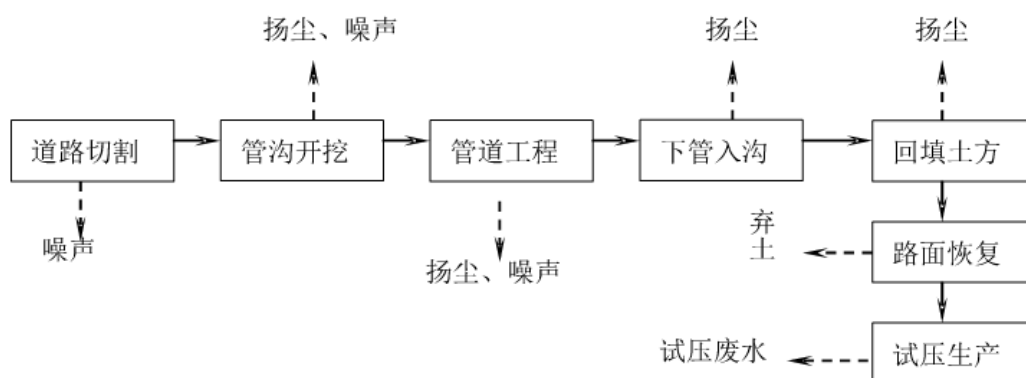 扬尘、噪声
扬尘
扬尘
道路切割
管沟开挖
管道工程
下管入沟
回填土方
噪声
扬尘、噪声
弃
土
路面恢复
试压废水
试压生产